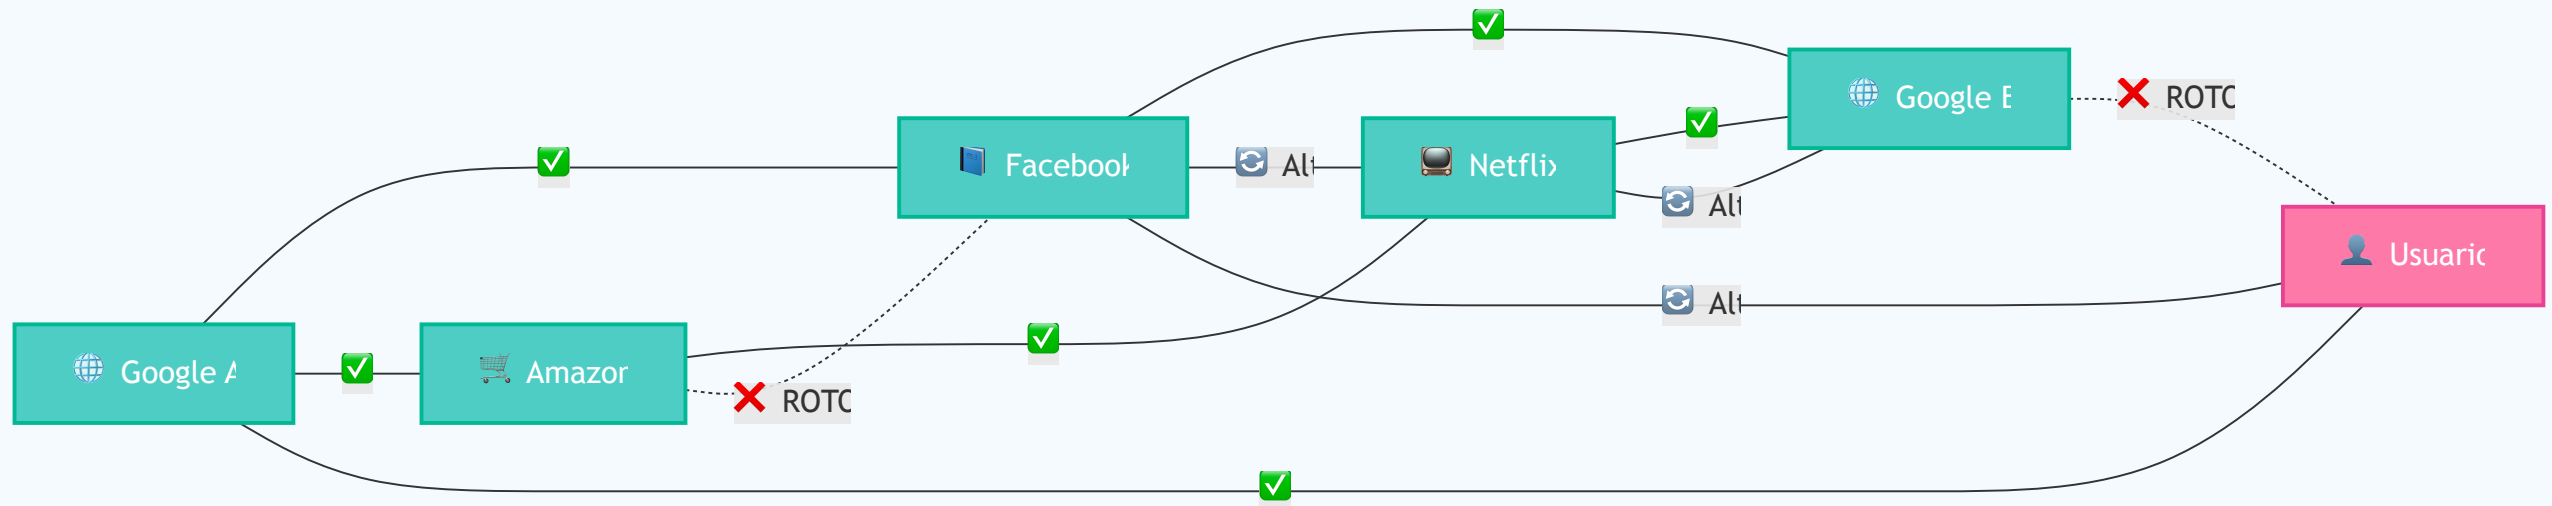 ✅
❌ ROTO
✅
🌐 Google B
📘 Facebook
🔄 Alt
📺 Netflix
✅
🔄 Alt
🔄 Alt
👤 Usuario
✅
🌐 Google A
✅
🛒 Amazon
❌ ROTO
✅
✅